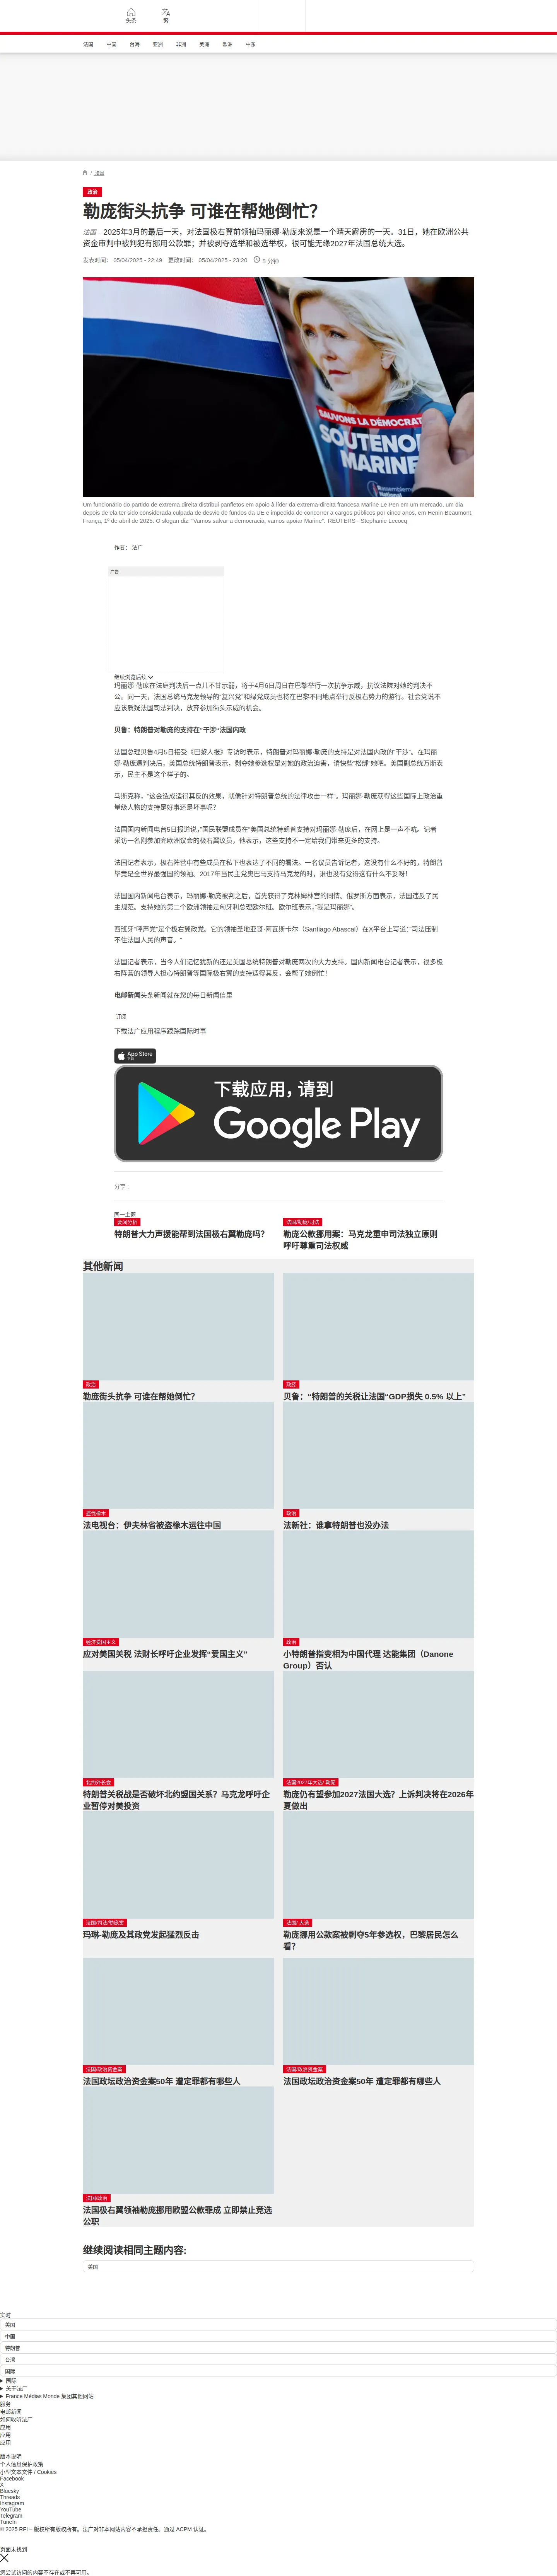 头条
繁
法国 中国 台海 亚洲 非洲 美洲 欧洲 中东
/ 法国
政治
勒庞街头抗争 可谁在帮她倒忙？
法国 – 2025年3月的最后一天，对法国极右翼前领袖玛丽娜·勒庞来说是一个晴天霹雳的一天。31日，她在欧洲公共
资金审判中被判犯有挪用公款罪；并被剥夺选举和被选举权，很可能无缘2027年法国总统大选。
发表时间： 05/04/2025 - 22:49 更改时间： 05/04/2025 - 23:20 5 分钟
SAUVONS LA DÉMOCRAT
SOUTENO
MARINE
Um funcionário do partido de extrema direita distribui panfletos em apoio à líder da extrema-direita francesa Marine Le Pen em um mercado, um dia
depois de ela ter sido considerada culpada de desvio de fundos da UE e impedida de concorrer a cargos públicos por cinco anos, em Henin-Beaumont,
França, 1º de abril de 2025. O slogan diz: "Vamos salvar a democracia, vamos apoiar Marine". REUTERS - Stephanie Lecocq
作者： 法广
广告
继续浏览后续
玛丽娜·勒庞在法庭判决后一点儿不甘示弱，将于4月6日周日在巴黎举行一次抗争示威，抗议法院对她的判决不
公。同一天，法国总统马克龙领导的“复兴党”和绿党成员也将在巴黎不同地点举行反极右势力的游行。社会党说不
应该质疑法国司法判决，放弃参加街头示威的机会。
贝鲁：特朗普对勒庞的支持在”干涉“法国内政
法国总理贝鲁4月5日接受《巴黎人报》专访时表示，特朗普对玛丽娜·勒庞的支持是对法国内政的“干涉”。在玛丽
娜·勒庞遭判决后，美国总统特朗普表示，剥夺她参选权是对她的政治迫害，请快些”松绑”她吧。美国副总统万斯表
示，民主不是这个样子的。
马斯克称，“这会造成适得其反的效果，就像针对特朗普总统的法律攻击一样”。玛丽娜·勒庞获得这些国际上政治重
量级人物的支持是好事还是坏事呢？
法国国内新闻电台5日报道说，”国民联盟成员在“美国总统特朗普支持对玛丽娜·勒庞后，在网上是一声不吭。记者
采访一名刚参加完欧洲议会的极右翼议员，他表示，这些支持不一定给我们带来更多的支持。
法国记者表示，极右阵营中有些成员在私下也表达了不同的看法。一名议员告诉记者，这没有什么不好的，特朗普
毕竟是全世界最强国的领袖。2017年当民主党奥巴马支持马克龙的时，谁也没有觉得这有什么不妥呀！
法国国内新闻电台表示，玛丽娜·勒庞被判之后，首先获得了克林姆林宫的同情。俄罗斯方面表示，法国违反了民
主规范。支持她的第二个欧洲领袖是匈牙利总理欧尔班。欧尔班表示，”我是玛丽娜”。
西班牙”呼声党”是个极右翼政党。它的领袖圣地亚哥·阿瓦斯卡尔（Santiago Abascal）在X平台上写道：”司法压制
不住法国人民的声音。”
法国记者表示，当今人们记忆犹新的还是美国总统特朗普对勒庞两次的大力支持。国内新闻电台记者表示，很多极
右阵营的领导人担心特朗普等国际极右翼的支持适得其反，会帮了她倒忙！
电邮新闻头条新闻就在您的每日新闻信里
订阅
下载法广应用程序跟踪国际时事
App Store
下载
下载应用，请到
Google Play
分享 :
同一主题
要闻分析
特朗普大力声援能帮到法国极右翼勒庞吗？
法国/勒庞/司法
勒庞公款挪用案：马克龙重申司法独立原则
呼吁尊重司法权威
其他新闻
政治
勒庞街头抗争 可谁在帮她倒忙？
政经
贝鲁：“特朗普的关税让法国“GDP损失 0.5% 以上”
盗伐橡木
法电视台：伊夫林省被盗橡木运往中国
政治
法新社：谁拿特朗普也没办法
经济爱国主义
应对美国关税 法财长呼吁企业发挥“爱国主义”
政治
小特朗普指变相为中国代理 达能集团（Danone
Group）否认
北约外长会
特朗普关税战是否破坏北约盟国关系？马克龙呼吁企
业暂停对美投资
法国2027年大选/ 勒庞
勒庞仍有望参加2027法国大选？上诉判决将在2026年
夏做出
法国/司法/勒庞案
玛琳-勒庞及其政党发起猛烈反击
法国/ 大选
勒庞挪用公款案被剥夺5年参选权，巴黎居民怎么
看？
法国/政治资金案
法国政坛政治资金案50年 遭定罪都有哪些人
法国/政治资金案
法国政坛政治资金案50年 遭定罪都有哪些人
法国/政治
法国极右翼领袖勒庞挪用欧盟公款罪成 立即禁止竞选
公职
继续阅读相同主题内容:
美国
实时
美国
中国
特朗普
台湾
国际
国际
关于法广
France Médias Monde 集团其他网站
服务
电邮新闻
如何收听法广
应用
应用
应用
版本说明
个人信息保护政策
小型文本文件 / Cookies
Facebook
X
Bluesky
Threads
Instagram
YouTube
Telegram
TuneIn
© 2025 RFI – 版权所有版权所有。法广对非本网站内容不承担责任。通过 ACPM 认证。
页面未找到
您尝试访问的内容不存在或不再可用。